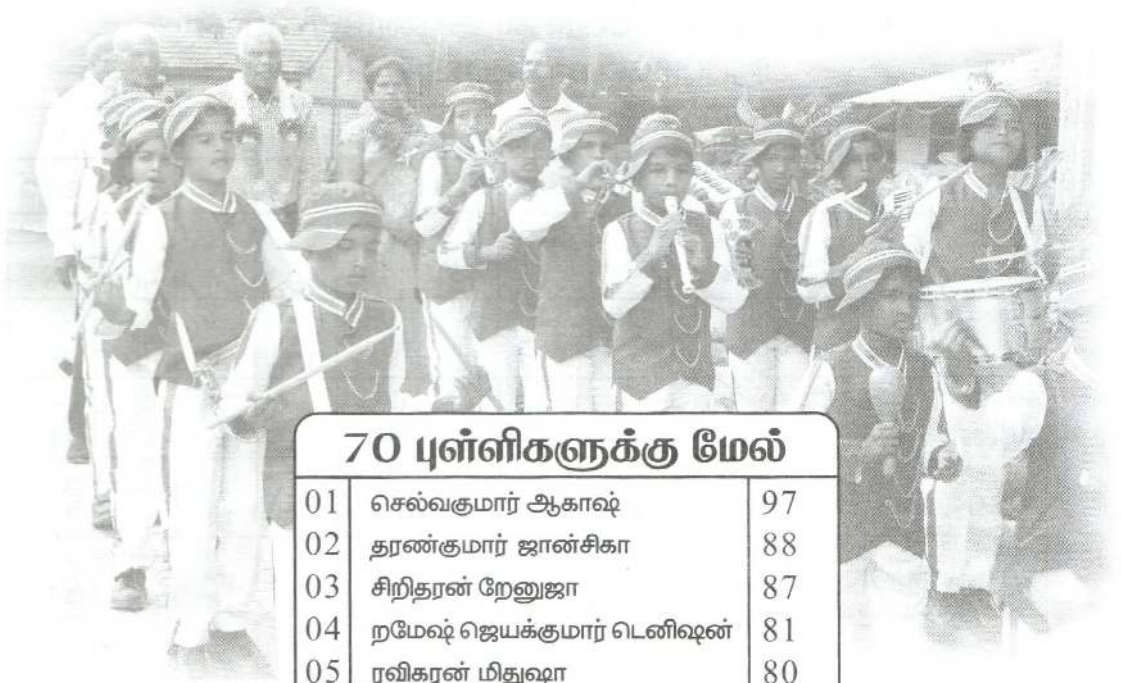 70 புள்ளிகளுக்கு மேல்
01 செல்வகுமார் ஆகாஷ் 97
02 தரண்குமார் ஜான்சிகா 88
03 சிறிதரன் றேனுஜா 87
04 றமேஷ் ஜெயக்குமார் டெனிஷன் 81
05 ரவிகரன் மிதுஷா 80